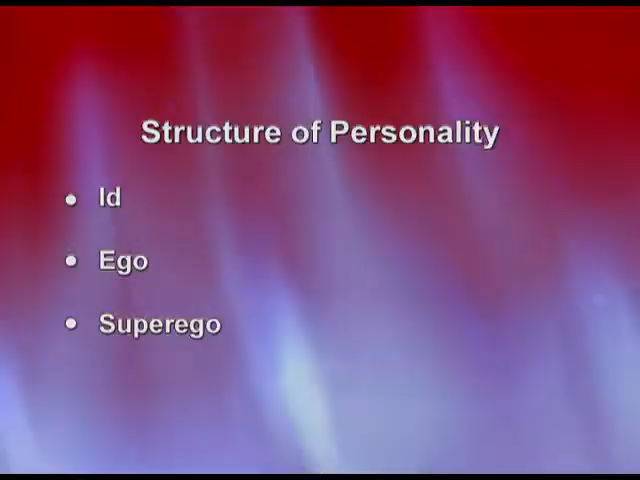 Structure of Personality
• Id
• Ego
• Superego